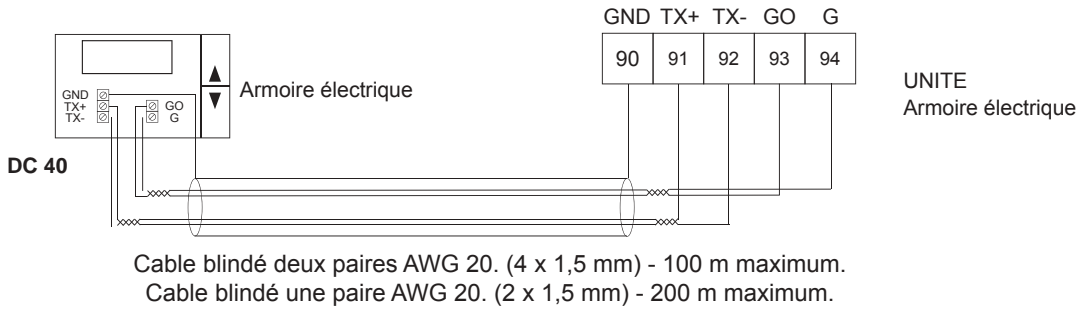 GND TX+ TX- GO G
90 91 92 93 94
UNITE
Armoire électrique
Armoire électrique
GND
TX+
TX-
GO
G
DC 40
Cable blindé deux paires AWG 20. (4 x 1,5 mm) - 100 m maximum.
Cable blindé une paire AWG 20. (2 x 1,5 mm) - 200 m maximum.